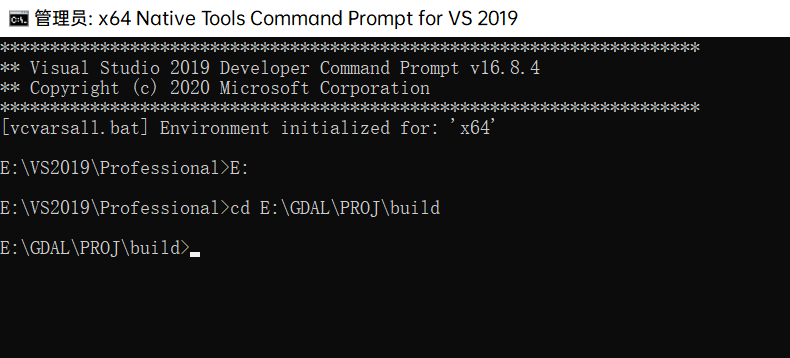 管理员: x64 Native Tools Command Prompt for VS 2019
**********************************************************************
** Visual Studio 2019 Developer Command Prompt v16.8.4
** Copyright (c) 2020 Microsoft Corporation
**********************************************************************
[vcvarsall.bat] Environment initialized for: 'x64'
E:\VS2019\Professional>E:
E:\VS2019\Professional>cd E:\GDAL\PROJ\build
E:\GDAL\PROJ\build>